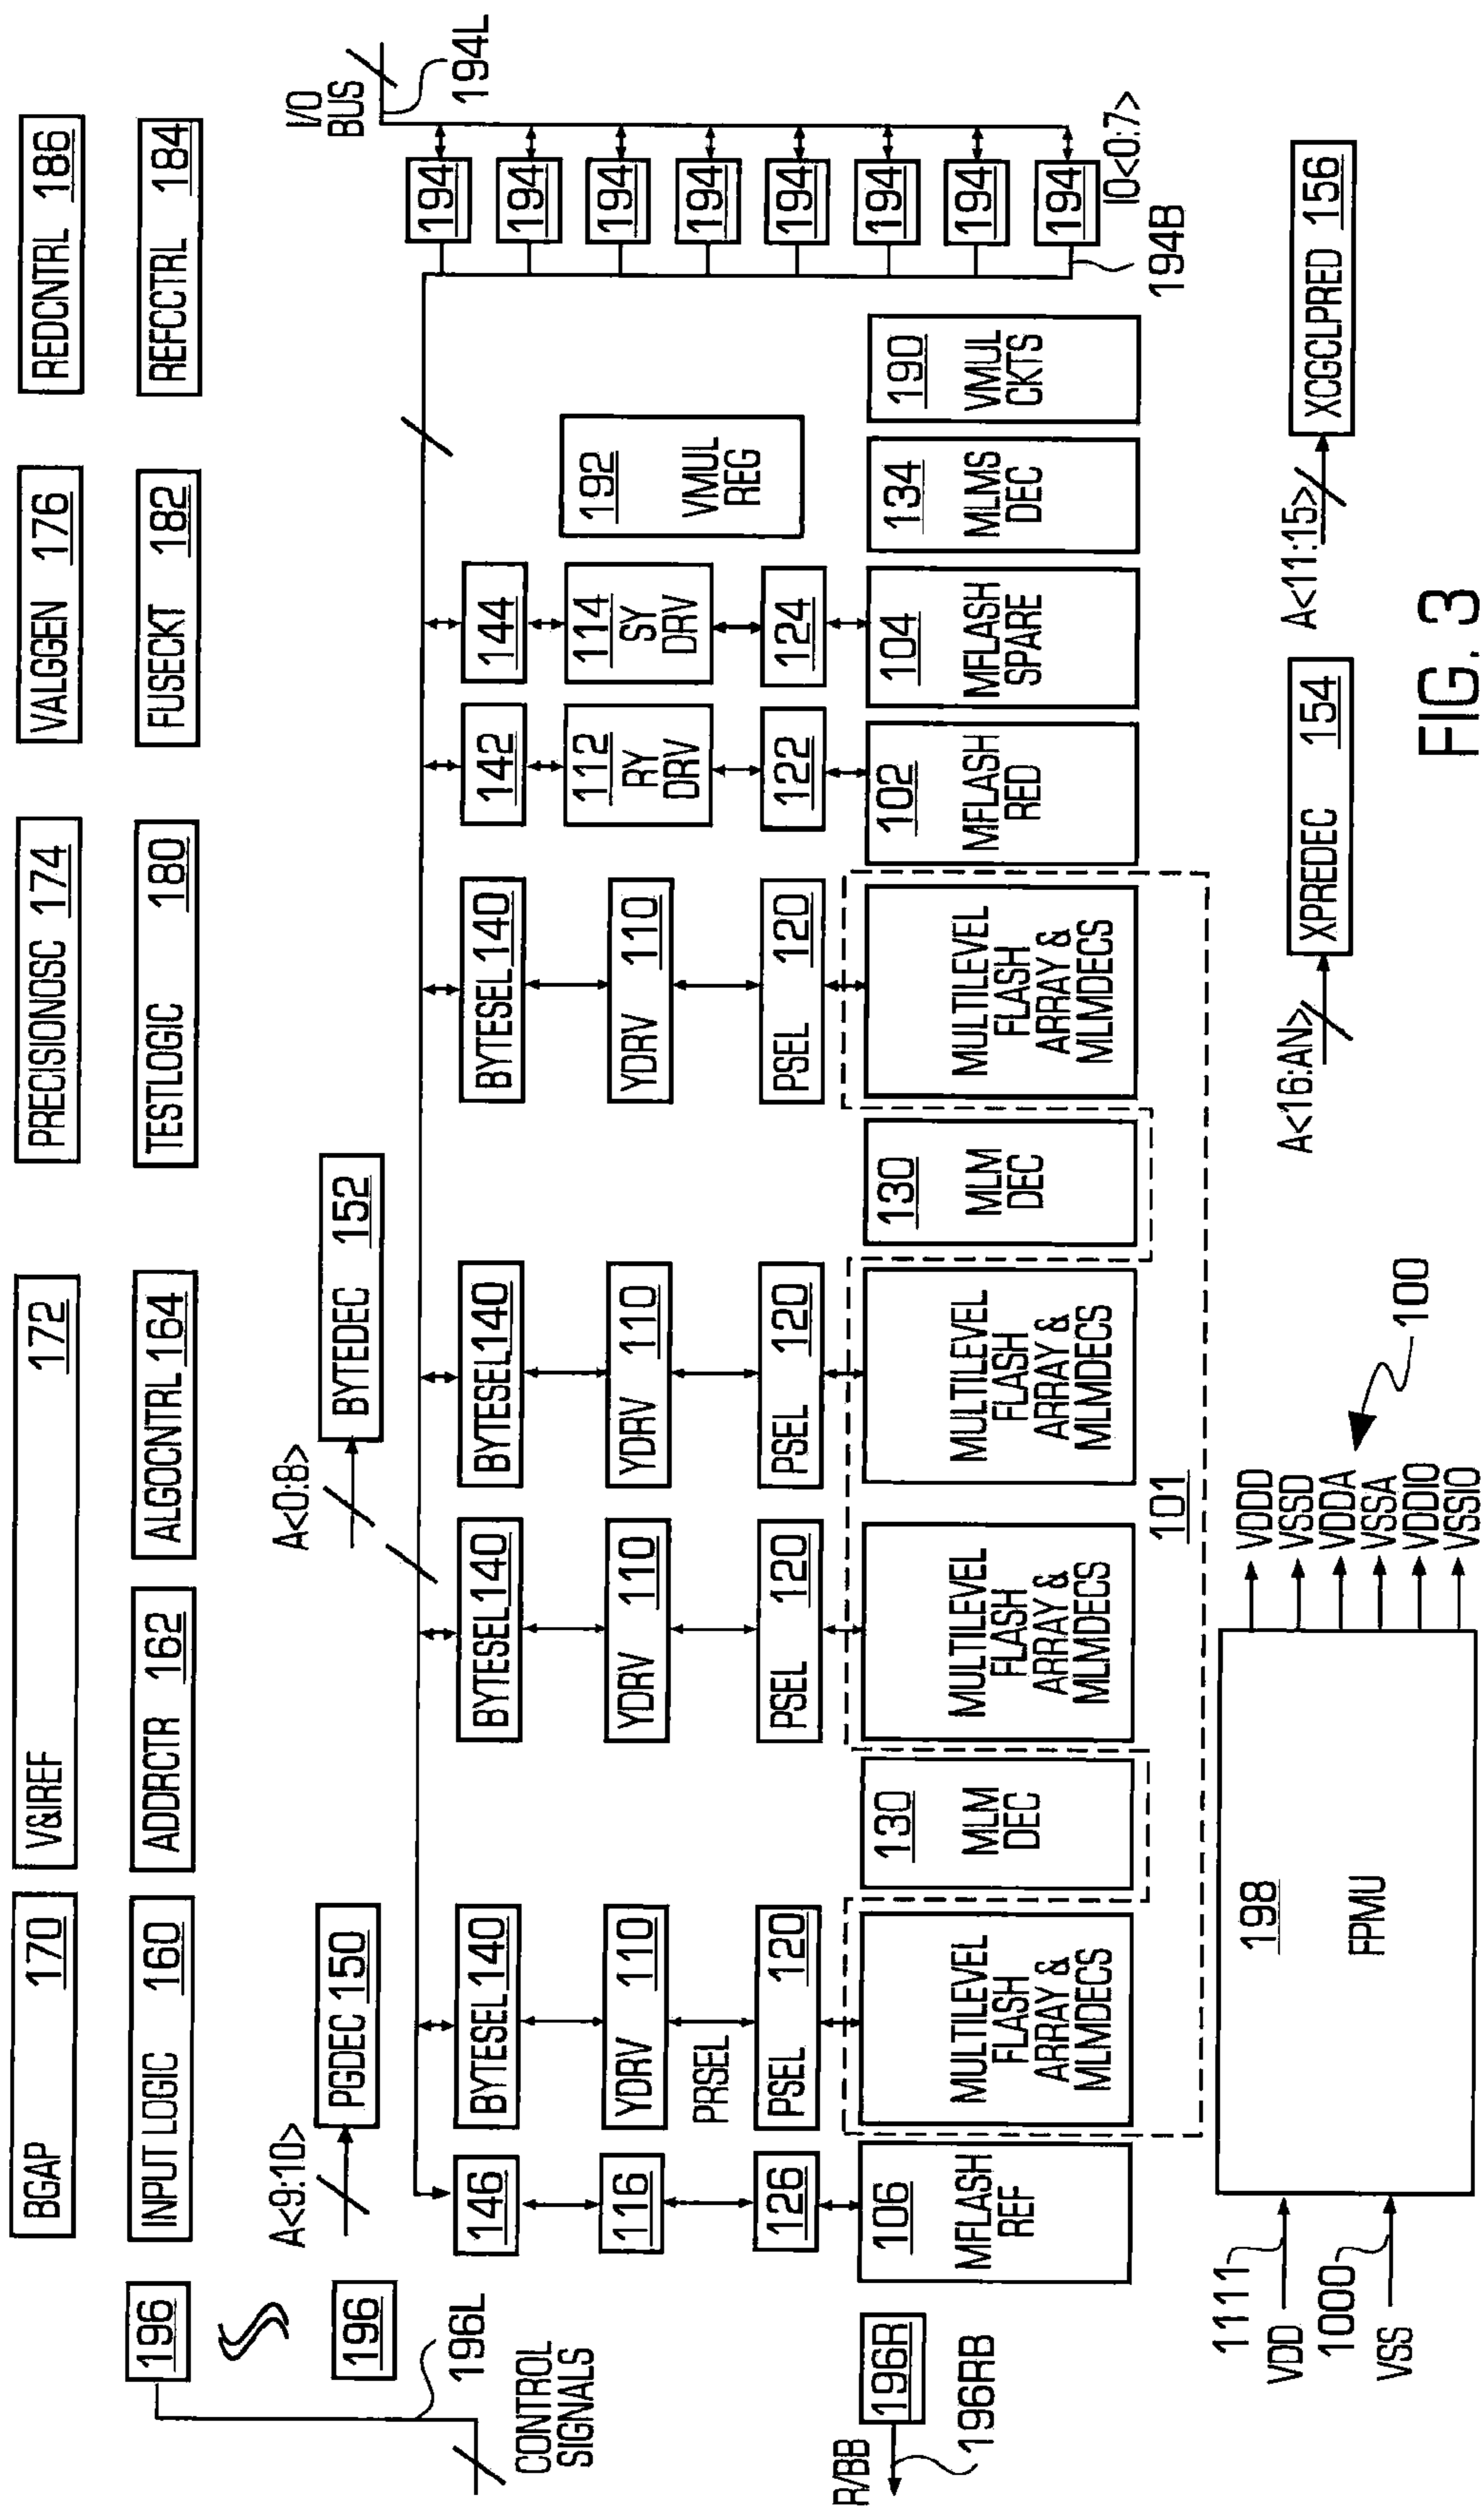 BGAP 170
V&IREF 172
PRECISIONOSC 174
VALGGEN 176
REDCNTRL 186
196
INPUT LOGIC 160
ADDRCTR 162
ALGOCNTRL 164
TESTLOGIC 180
FUSECKT 182
REFCCTRL 184
196
196L
CONTROL
SIGNALS
A<9:10>
PGDEC 150
A<0:8>
BYTEDEC 152
I/O
BUS
194L
194
194
194
194
194
194
194
194
IO<0:7>
194B
146
BYTESEL 140
BYTESEL 140
BYTESEL 140
BYTESEL 140
142
144
116
YDRV 110
YDRV 110
YDRV 110
YDRV 110
112
RY
DRV
114
SY
DRV
192
VMUL
REG
PRSEL
126
PSEL 120
PSEL 120
PSEL 120
PSEL 120
122
124
R/BB
196R
196RB
106
MFLASH
REF
MULTILEVEL
FLASH
ARRAY &
MLMDECS
130
MLM
DEC
MULTILEVEL
FLASH
ARRAY &
MLMDECS
MULTILEVEL
FLASH
ARRAY &
MLMDECS
130
MLM
DEC
MULTILEVEL
FLASH
ARRAY &
MLMDECS
102
MFLASH
RED
104
MFLASH
SPARE
134
MLMS
DEC
190
VMUL
CKTS
101
1111
VDD
1000
VSS
198
FPMU
VDDD
VSSD
VDDA
VSSA
VDDIO
VSSIO
100
A<16:AN>
XPREDEC 154
A<11:15>
XCGCLPRED 156
FIG. 3